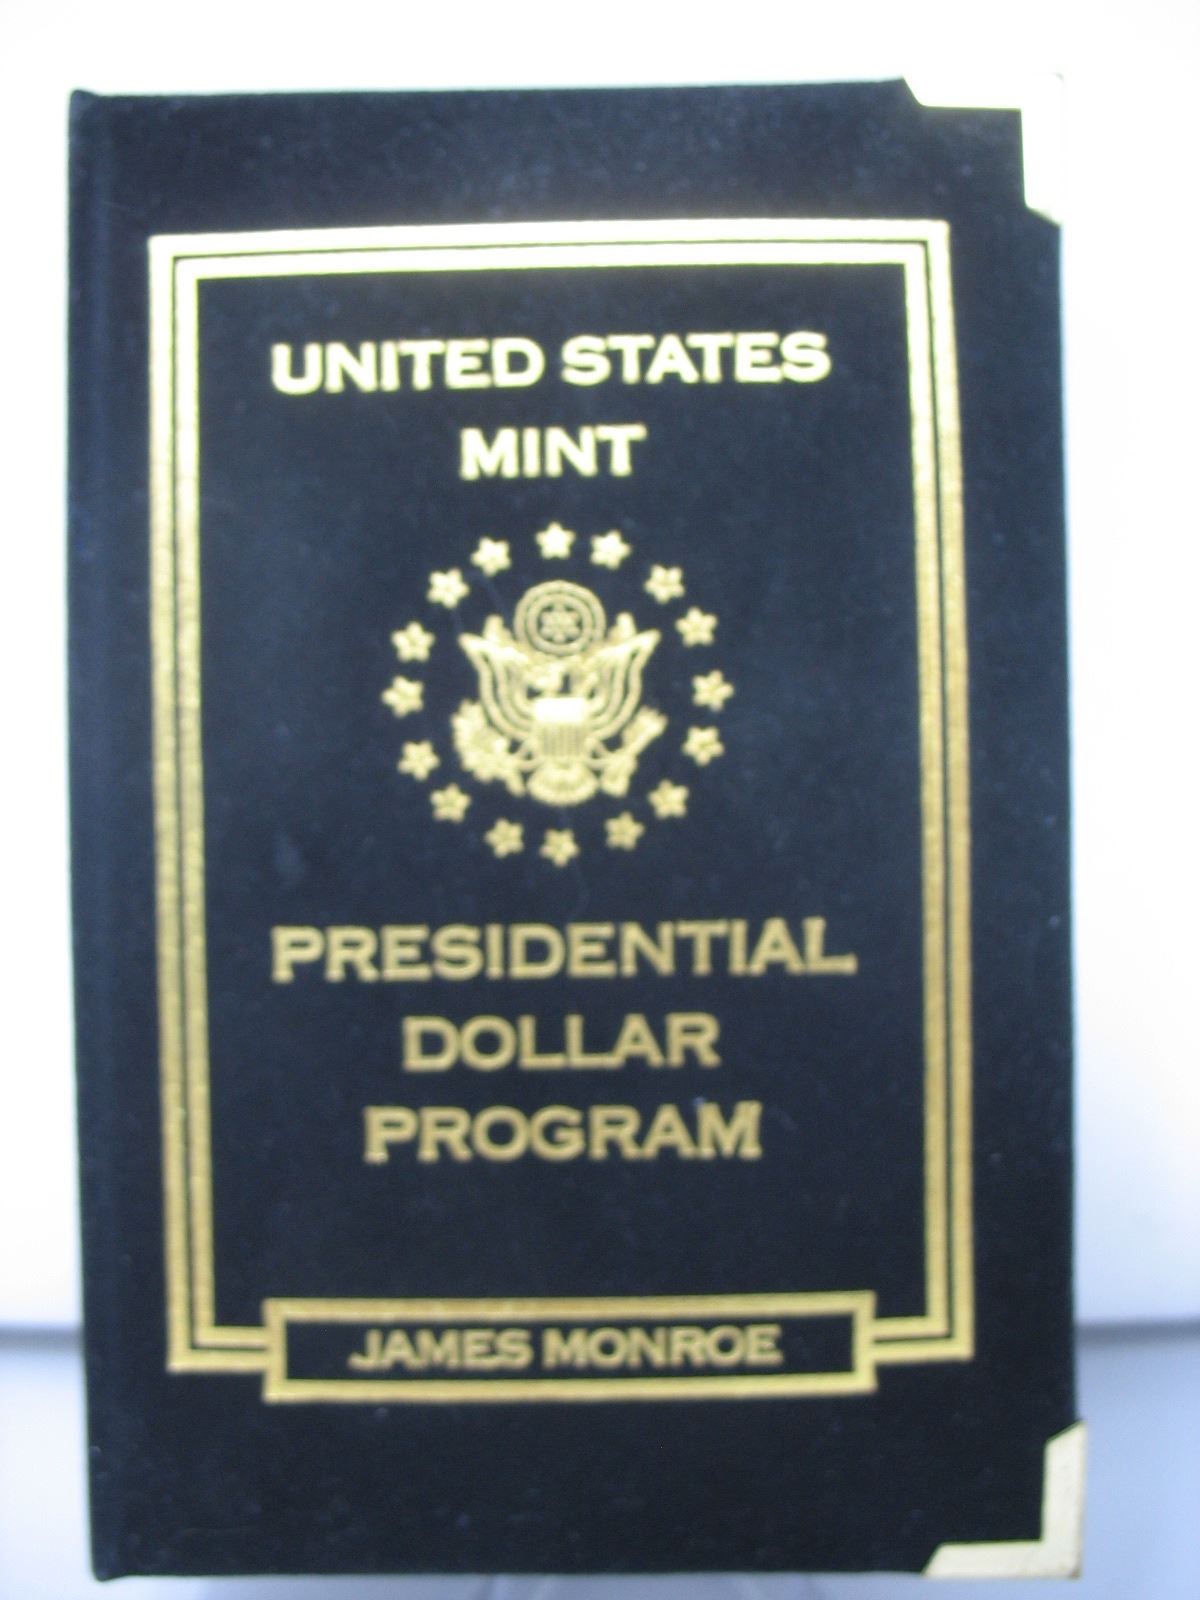 UNITED STATES
MINT
PRESIDENTIAL
DOLLAR
PROGRAM
JAMES MONROE